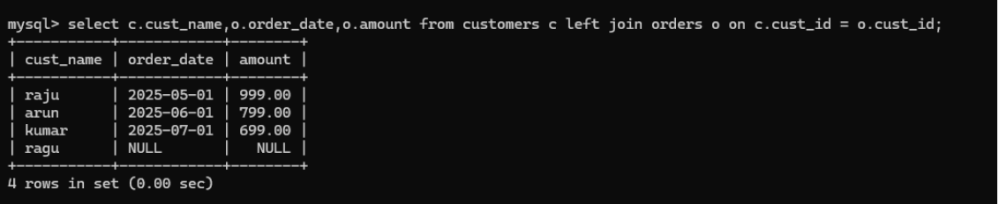 mysql> select c.cust_name,o.order_date,o.amount from customers c left join orders o on c.cust_id = o.cust_id;
+-----------+------------+--------+
| cust_name | order_date | amount |
+-----------+------------+--------+
| raju      | 2025-05-01 | 999.00 |
| arun      | 2025-06-01 | 799.00 |
| kumar     | 2025-07-01 | 699.00 |
| ragu      | NULL       |   NULL |
+-----------+------------+--------+
4 rows in set (0.00 sec)